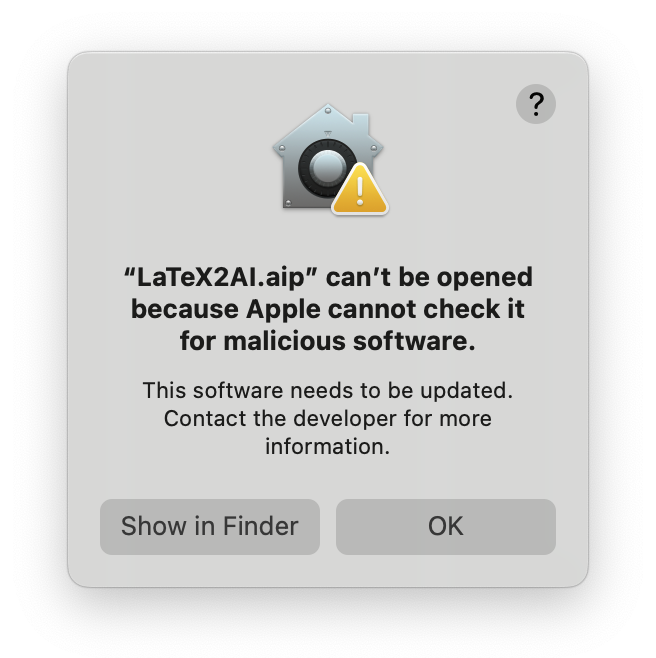 ?
“LaTeX2AI.aip” can’t be opened
because Apple cannot check it
for malicious software.
This software needs to be updated.
Contact the developer for more
information.
Show in Finder
OK